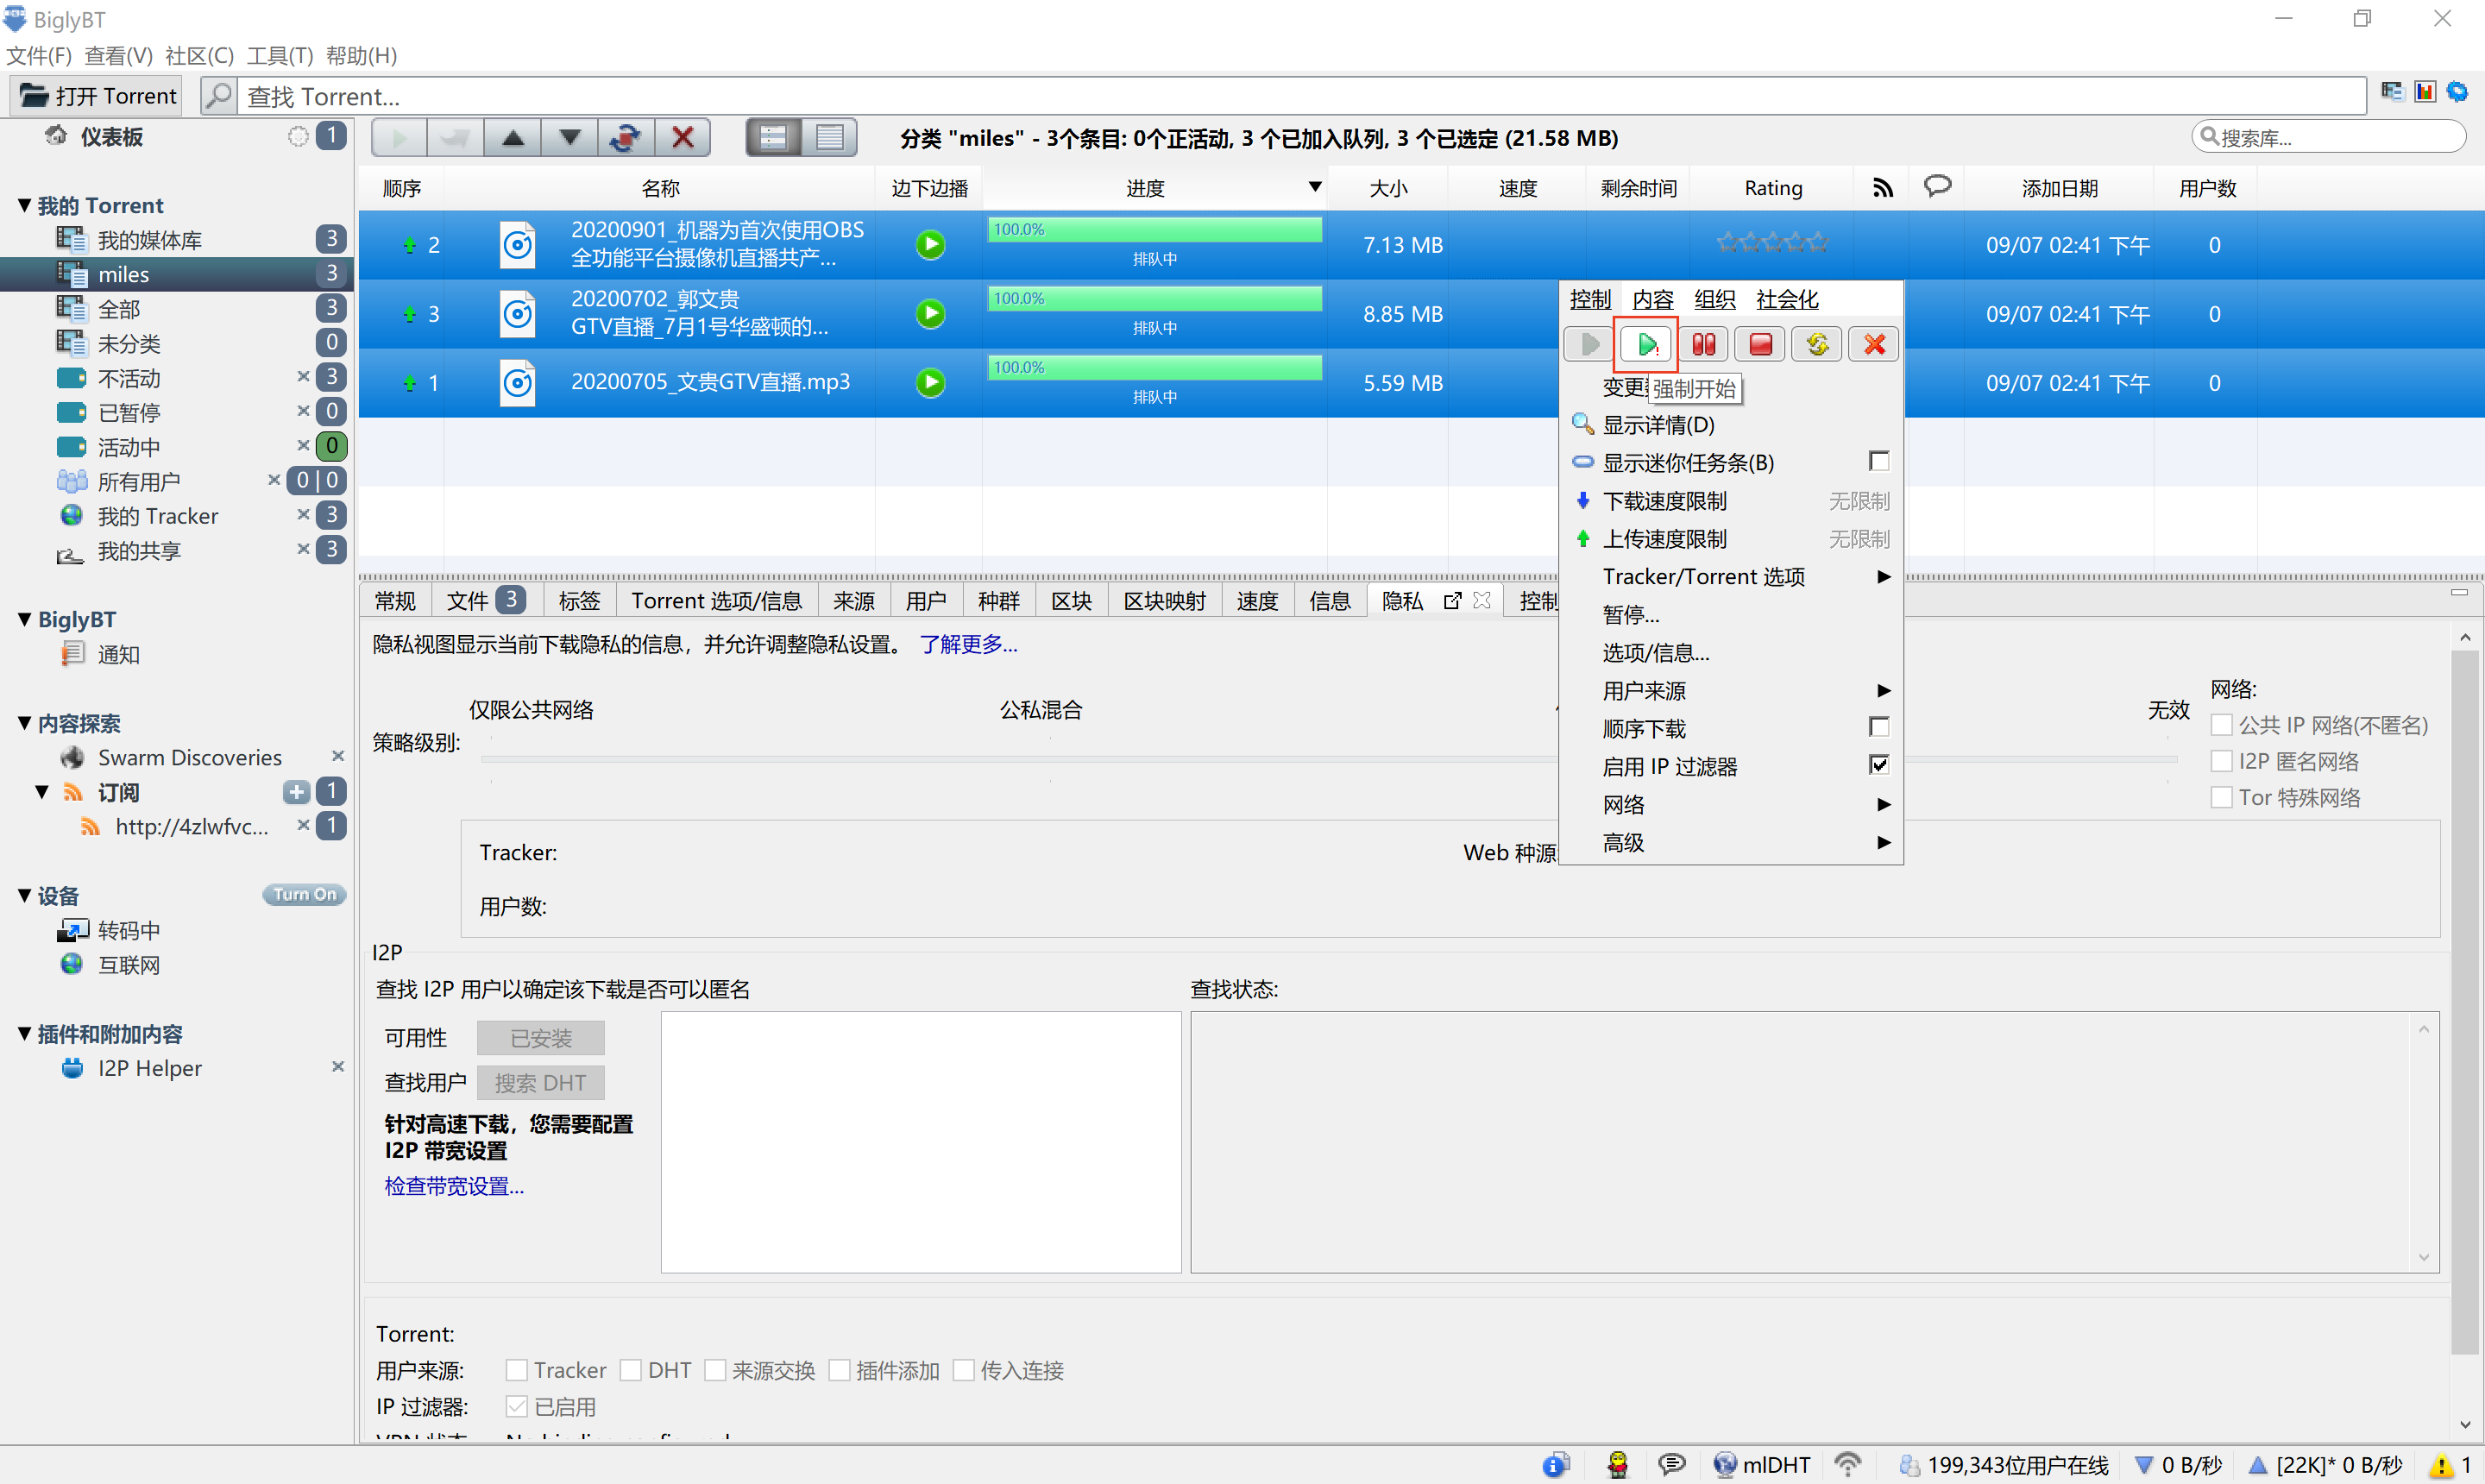 BiglyBT
文件(F) 查看(V) 社区(C) 工具(T) 帮助(H)
打开 Torrent
查找 Torrent...
仪表板 1
分类 "miles" - 3个条目: 0个正活动, 3 个已加入队列, 3 个已选定 (21.58 MB)
搜索库...
顺序 名称 边下边播 进度 大小 速度 剩余时间 Rating 添加日期 用户数
我的 Torrent
我的媒体库 3
miles 3
全部 3
未分类 0
不活动 3
已暂停 0
活动中 0
所有用户 0 | 0
我的 Tracker 3
我的共享 3
BiglyBT
通知
内容探索
Swarm Discoveries
订阅 1
http://4zlwfvc... 1
设备 Turn On
转码中
互联网
插件和附加内容
I2P Helper
2 20200901_机器为首次使用OBS
全功能平台摄像机直播共产... 100.0% 排队中 7.13 MB 09/07 02:41 下午 0
3 20200702_郭文贵
GTV直播_7月1号华盛顿的... 100.0% 排队中 8.85 MB 09/07 02:41 下午 0
1 20200705_文贵GTV直播.mp3 100.0% 排队中 5.59 MB 09/07 02:41 下午 0
控制 内容 组织 社会化
变更
强制开始
显示详情(D)
显示迷你任务条(B)
下载速度限制 无限制
上传速度限制 无限制
Tracker/Torrent 选项
暂停...
选项/信息...
用户来源
顺序下载
启用 IP 过滤器
网络
高级
常规 文件 3 标签 Torrent 选项/信息 来源 用户 种群 区块 区块映射 速度 信息 隐私 控制
隐私视图显示当前下载隐私的信息，并允许调整隐私设置。 了解更多...
仅限公共网络 公私混合 无效
策略级别:
网络:
公共 IP 网络(不匿名)
I2P 匿名网络
Tor 特殊网络
Tracker: Web 种源
用户数:
I2P
查找 I2P 用户以确定该下载是否可以匿名 查找状态:
可用性 已安装
查找用户 搜索 DHT
针对高速下载，您需要配置
I2P 带宽设置
检查带宽设置...
Torrent:
用户来源: Tracker DHT 来源交换 插件添加 传入连接
IP 过滤器: 已启用
mlDHT 199,343位用户在线 0 B/秒 [22K]* 0 B/秒 1